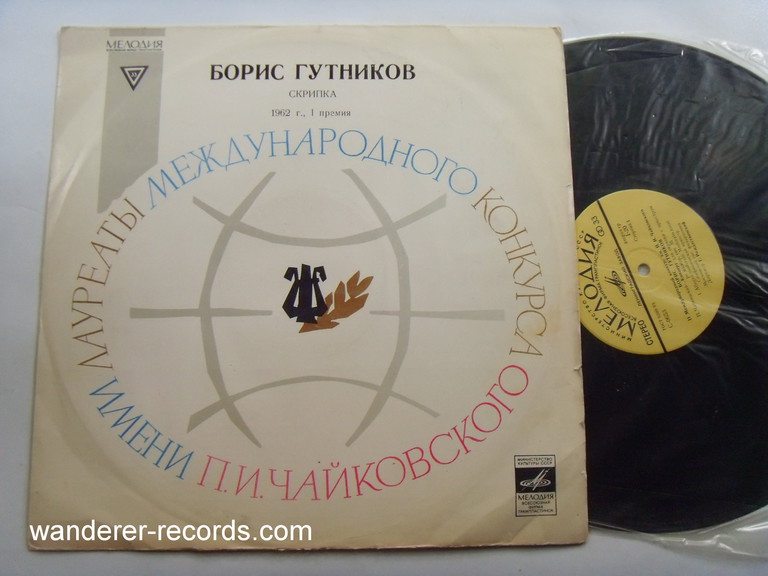 МЕЛОДИЯ
БОРИС ГУТНИКОВ
СКРИПКА
1962 г., I премия
ЛАУРЕАТЫ МЕЖДУНАРОДНОГО КОНКУРСА
ИМЕНИ П.И.ЧАЙКОВСКОГО
МИНИСТЕРСТВО
КУЛЬТУРЫ СССР
МЕЛОДИЯ
ВСЕСОЮЗНАЯ
ФИРМА
ГРАМПЛАСТИНОК
МЕЛОДИЯ
СТЕРЕО
33
wanderer-records.com